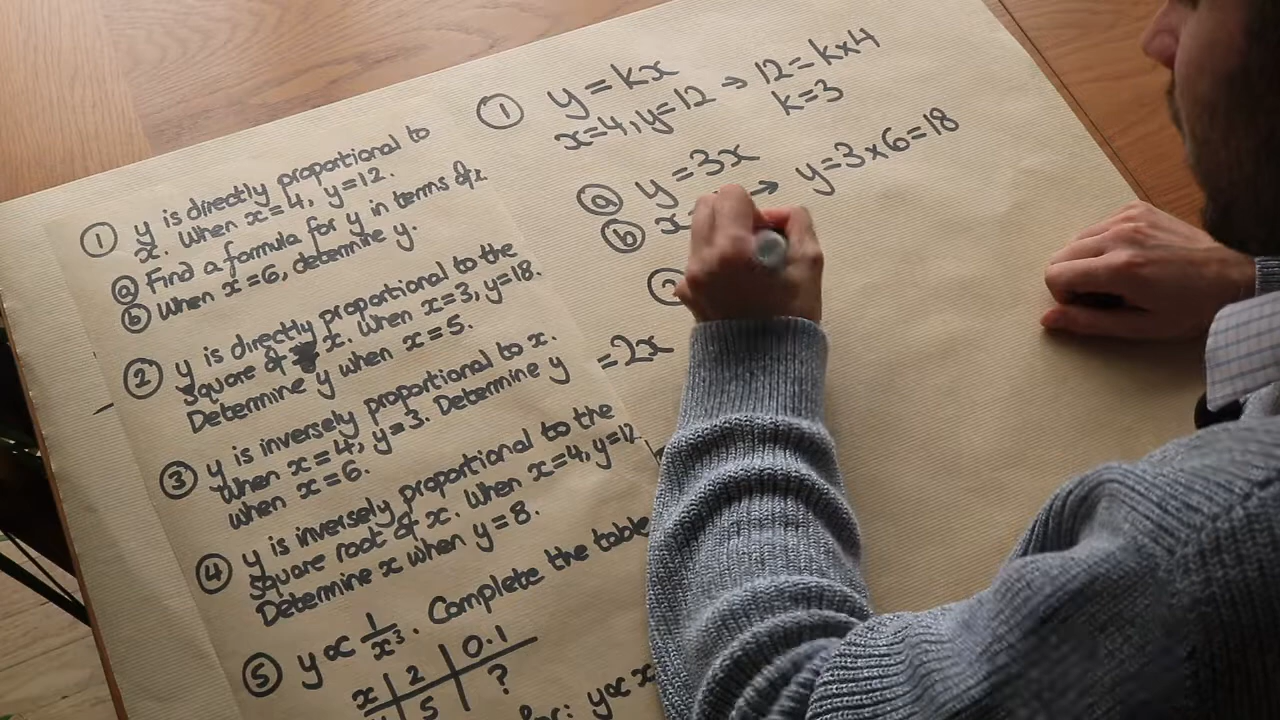 ① y is directly proportional to
x. When x=4, y=12.
ⓐ Find a formula for y in terms of x.
ⓑ When x=6, determine y.
② y is directly proportional to the
square of x. When x=3, y=18.
Determine y when x=5.
③ y is inversely proportional to x.
When x=4, y=3. Determine y
when x=6.
④ y is inversely proportional to the
square root of x. When x=4, y=12
Determine x when y=8.
⑤ y∝1/x³. Complete the table
x | 2 | 0.1
5 | ?
for: y∝x
① y=kx
x=4, y=12 → 12=k×4
k=3
ⓐ y=3x
ⓑ x → y=3×6=18
=2x